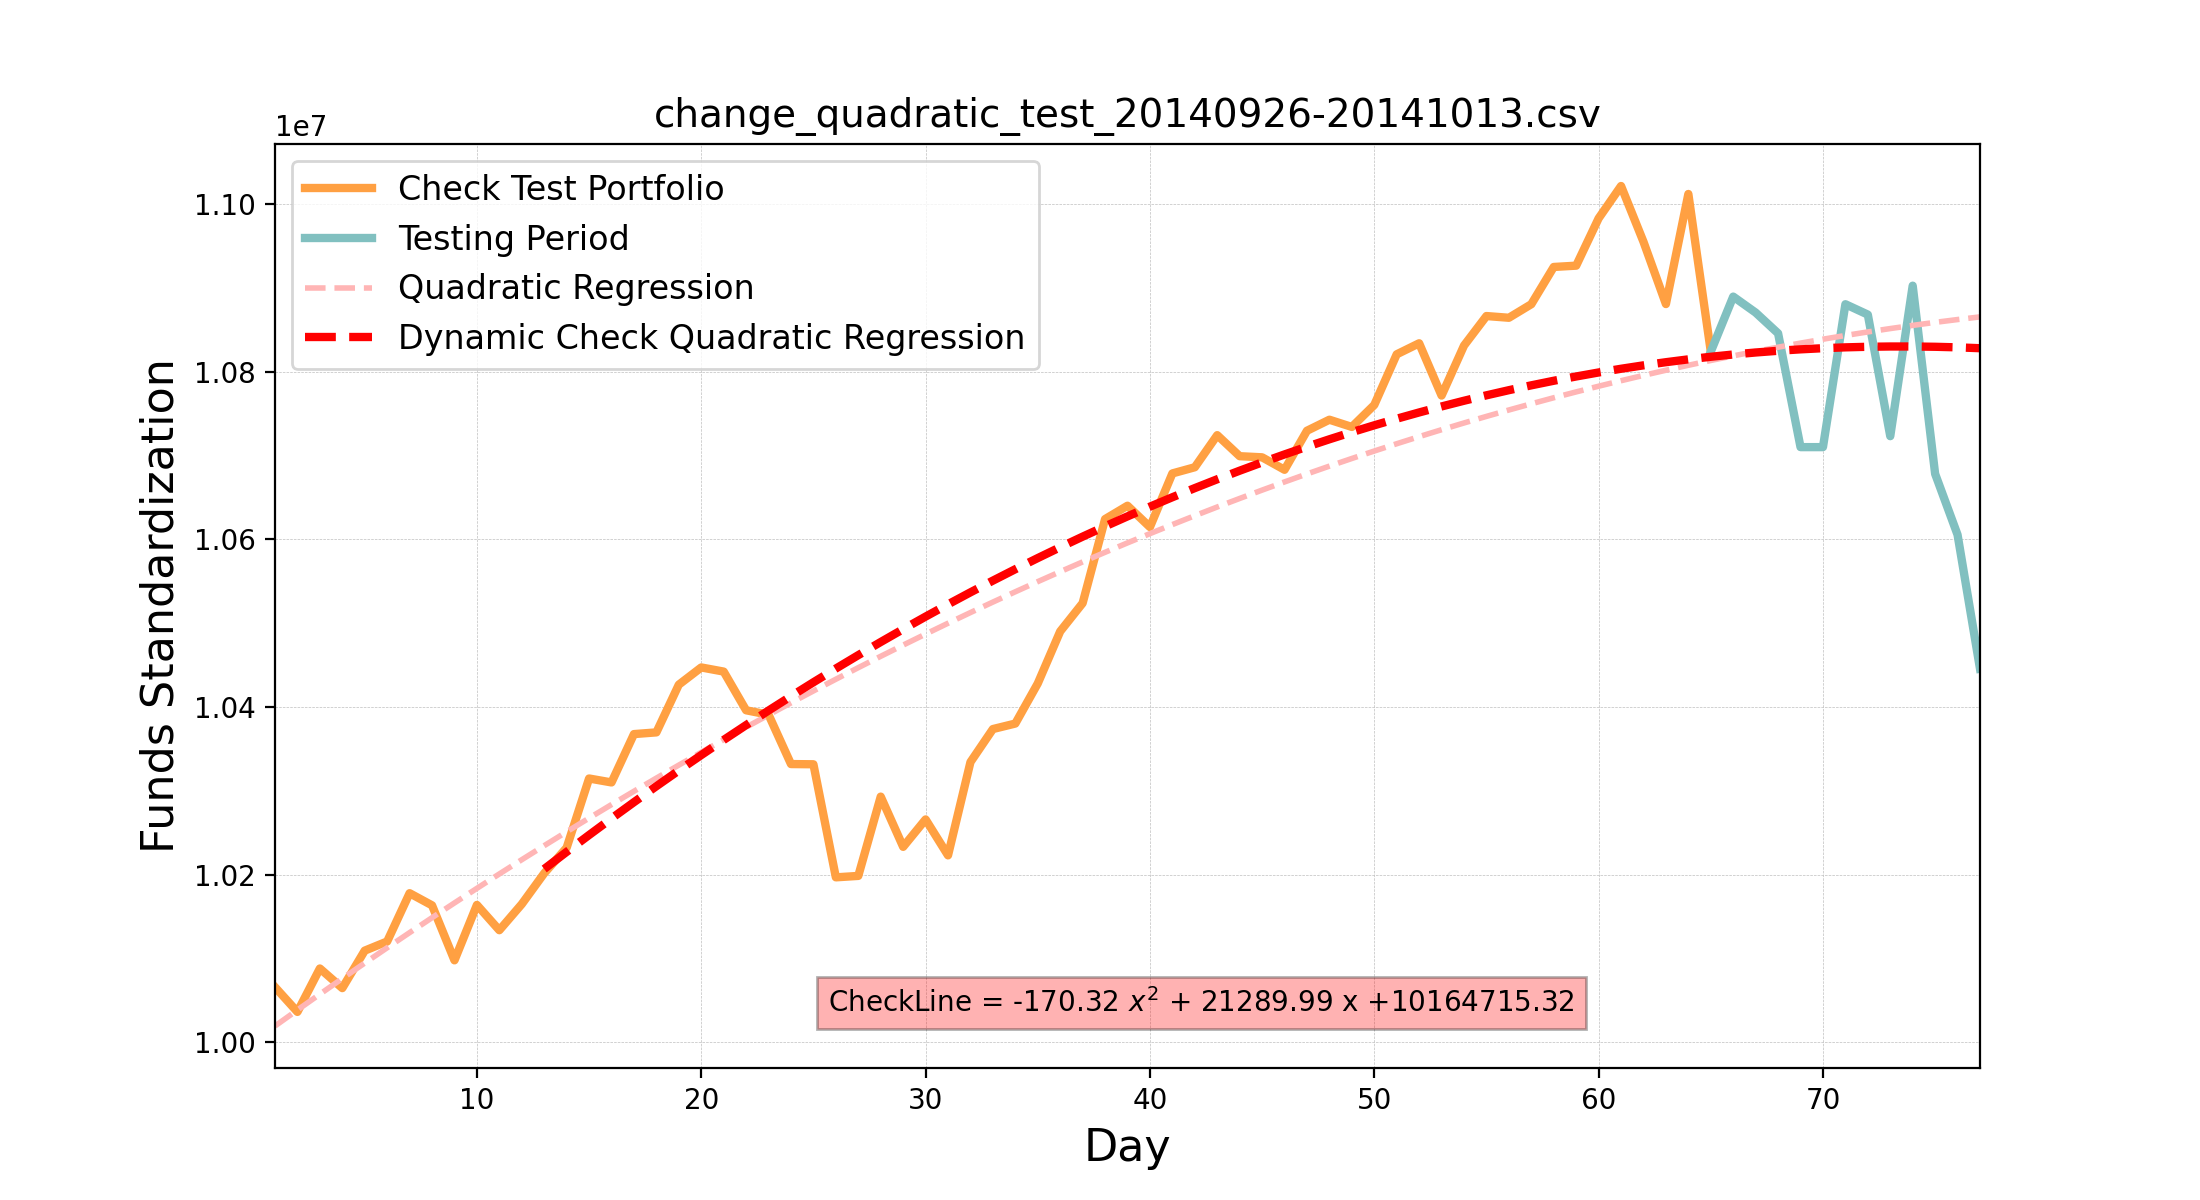 change_quadratic_test_20140926-20141013.csv
1e7
Check Test Portfolio
Testing Period
Quadratic Regression
Dynamic Check Quadratic Regression
1.10
1.08
1.06
1.04
1.02
1.00
Funds Standardization
CheckLine = -170.32 x² + 21289.99 x +10164715.32
10 20 30 40 50 60 70
Day